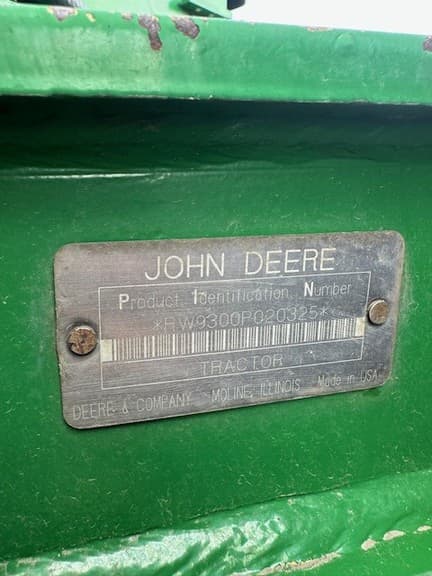 JOHN DEERE
Product Identification Number
*RW9300P020325*
TRACTOR
DEERE & COMPANY MOLINE, ILLINOIS Made in USA